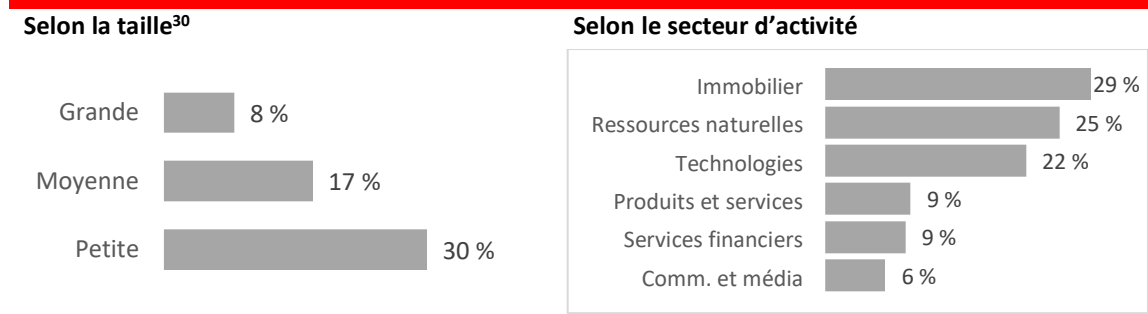 Selon la taille30
Grande 8 %
Moyenne 17 %
Petite 30 %
Selon le secteur d’activité
Immobilier 29 %
Ressources naturelles 25 %
Technologies 22 %
Produits et services 9 %
Services financiers 9 %
Comm. et média 6 %